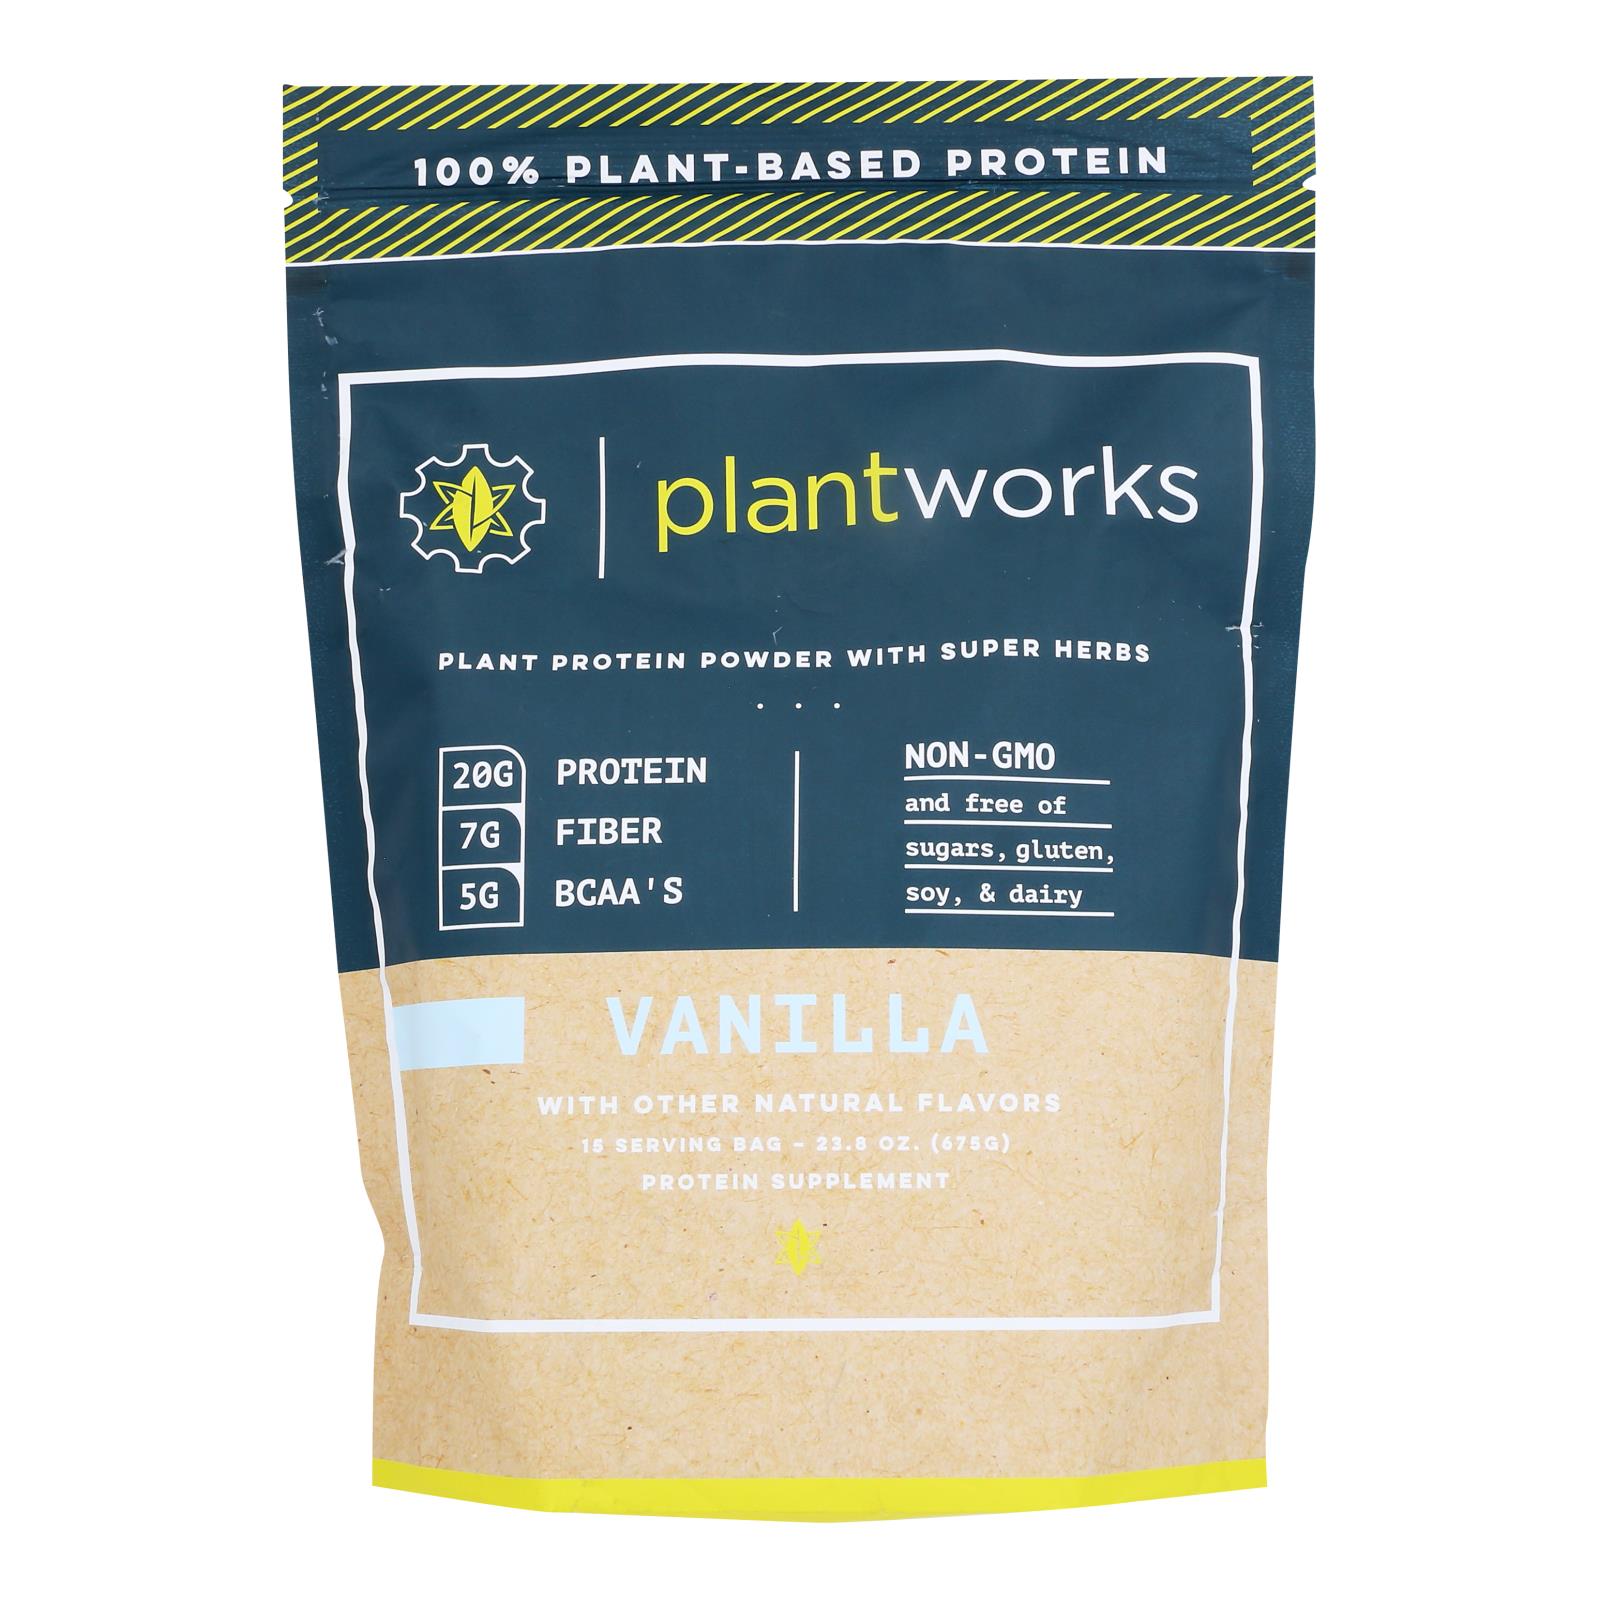 100% PLANT-BASED PROTEIN
plantworks
PLANT PROTEIN POWDER WITH SUPER HERBS
20G PROTEIN
7G FIBER
5G BCAA'S
NON-GMO
and free of
sugars, gluten,
soy, & dairy
VANILLA
WITH OTHER NATURAL FLAVORS
15 SERVING BAG – 23.8 OZ. (675G)
PROTEIN SUPPLEMENT